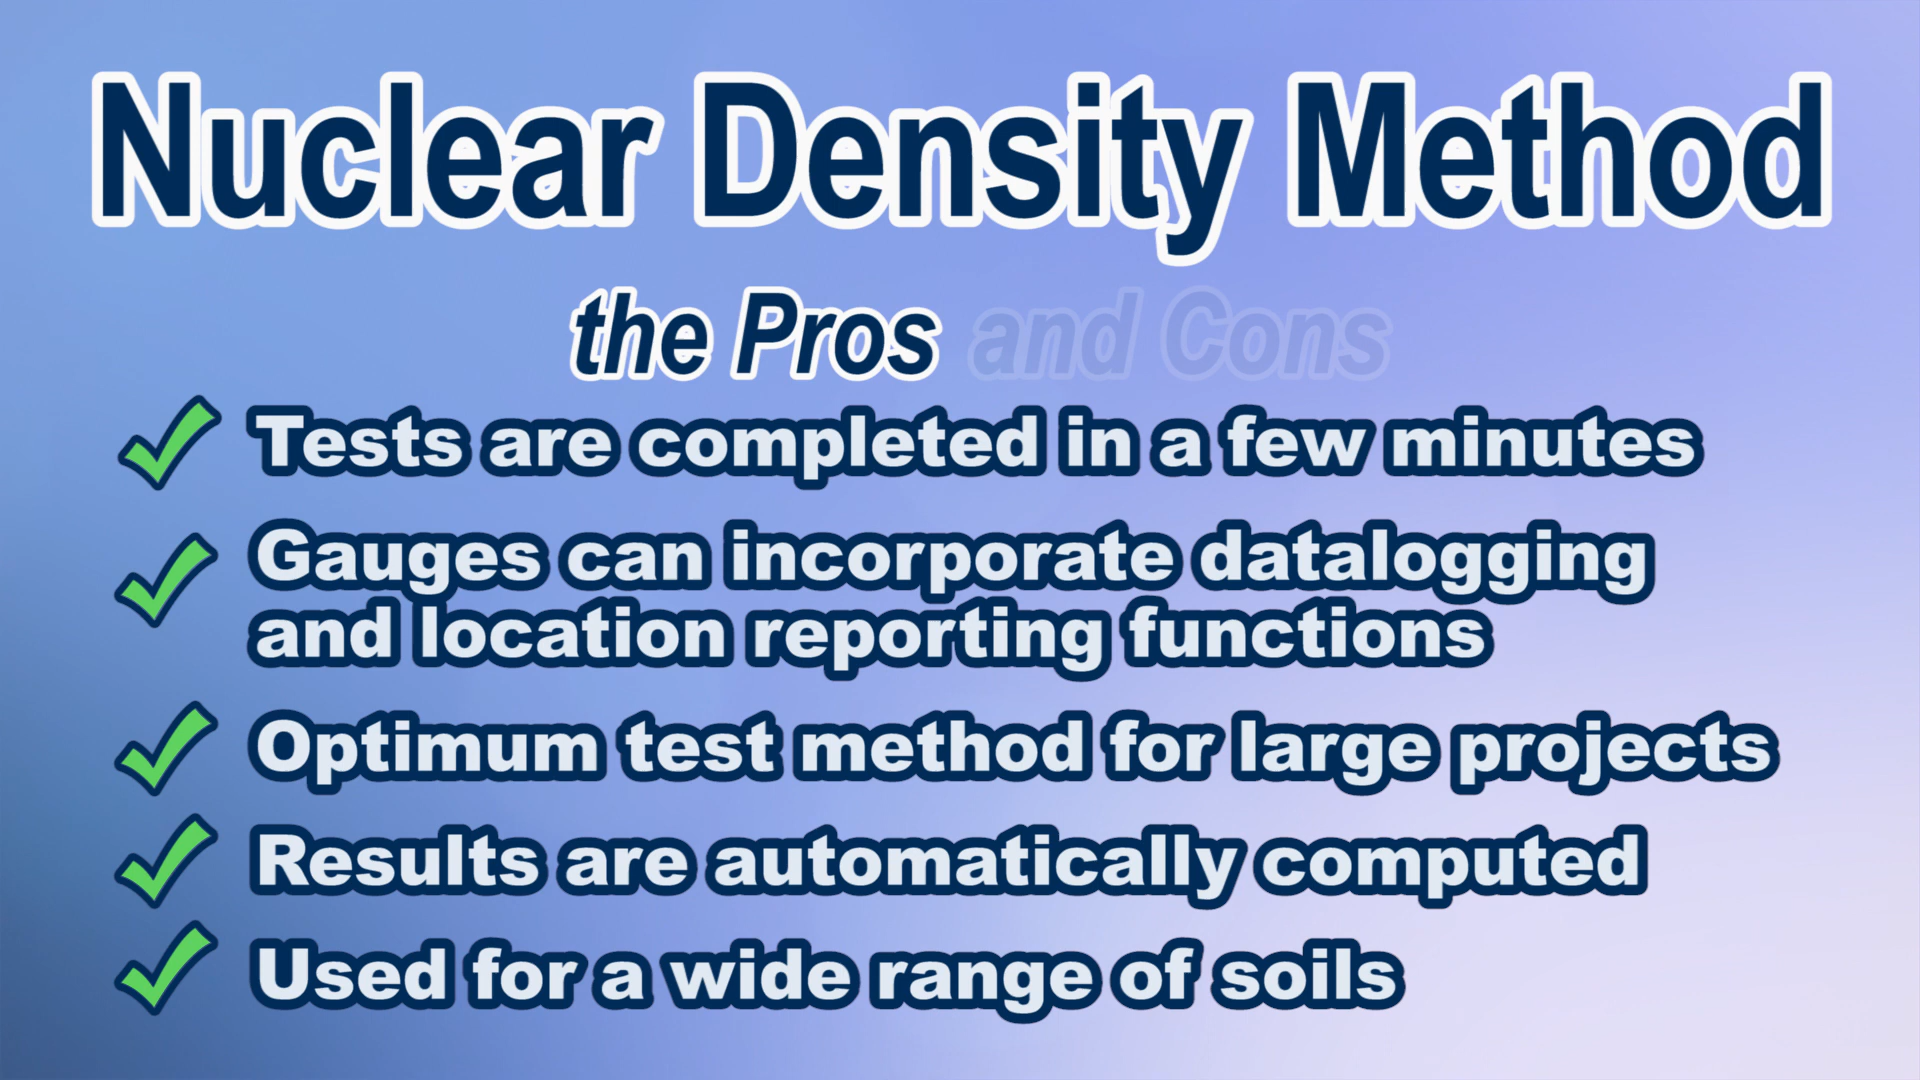 Nuclear Density Method
the Pros and Cons
Tests are completed in a few minutes
Gauges can incorporate datalogging
and location reporting functions
Optimum test method for large projects
Results are automatically computed
Used for a wide range of soils